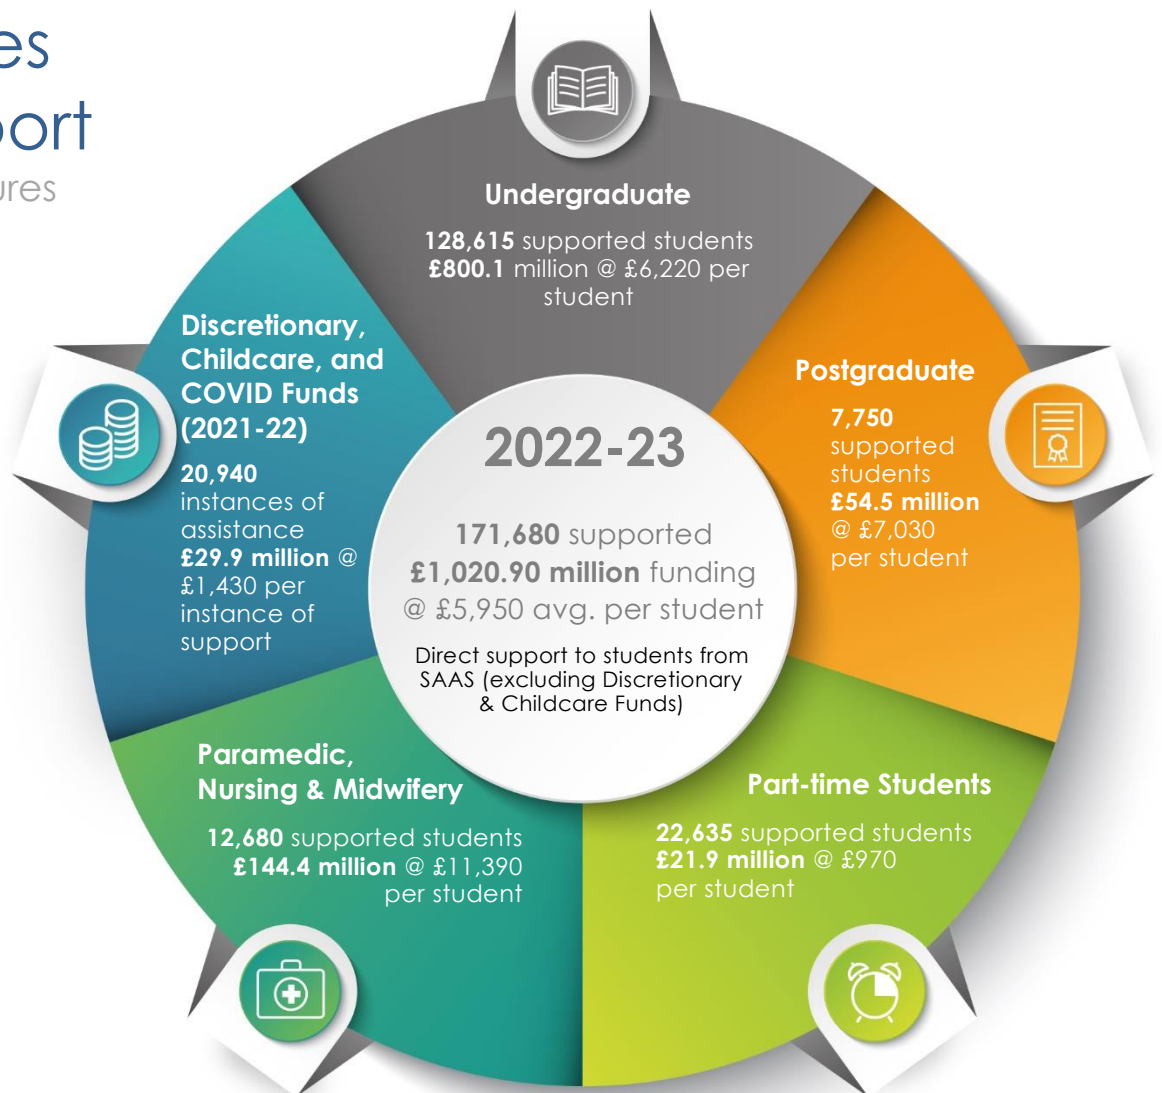 es
ort
ures
Undergraduate
128,615 supported students
£800.1 million @ £6,220 per
student
Discretionary,
Childcare, and
COVID Funds
(2021-22)
20,940
instances of
assistance
£29.9 million @
£1,430 per
instance of
support
Postgraduate
7,750
supported
students
£54.5 million
@ £7,030
per student
2022-23
171,680 supported
£1,020.90 million funding
@ £5,950 avg. per student
Direct support to students from
SAAS (excluding Discretionary
& Childcare Funds)
Paramedic,
Nursing & Midwifery
12,680 supported students
£144.4 million @ £11,390
per student
Part-time Students
22,635 supported students
£21.9 million @ £970
per student